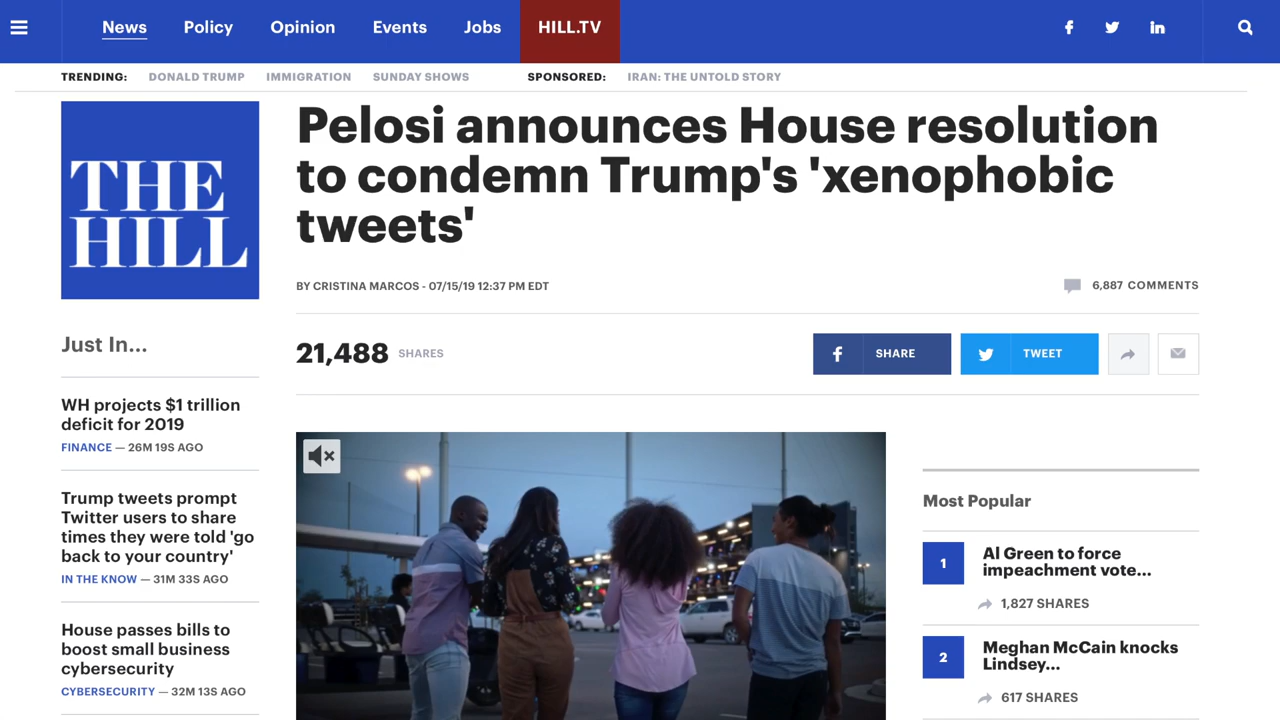 News
Policy
Opinion
Events
Jobs
HILL.TV
TRENDING:
DONALD TRUMP
IMMIGRATION
SUNDAY SHOWS
SPONSORED:
IRAN: THE UNTOLD STORY
THE
HILL
Pelosi announces House resolution
to condemn Trump's 'xenophobic
tweets'
BY CRISTINA MARCOS - 07/15/19 12:37 PM EDT
6,887 COMMENTS
21,488 SHARES
SHARE
TWEET
Just In...
WH projects $1 trillion
deficit for 2019
FINANCE — 26M 19S AGO
Trump tweets prompt
Twitter users to share
times they were told 'go
back to your country'
IN THE KNOW — 31M 33S AGO
House passes bills to
boost small business
cybersecurity
CYBERSECURITY — 32M 13S AGO
Most Popular
1
Al Green to force
impeachment vote...
1,827 SHARES
2
Meghan McCain knocks
Lindsey...
617 SHARES